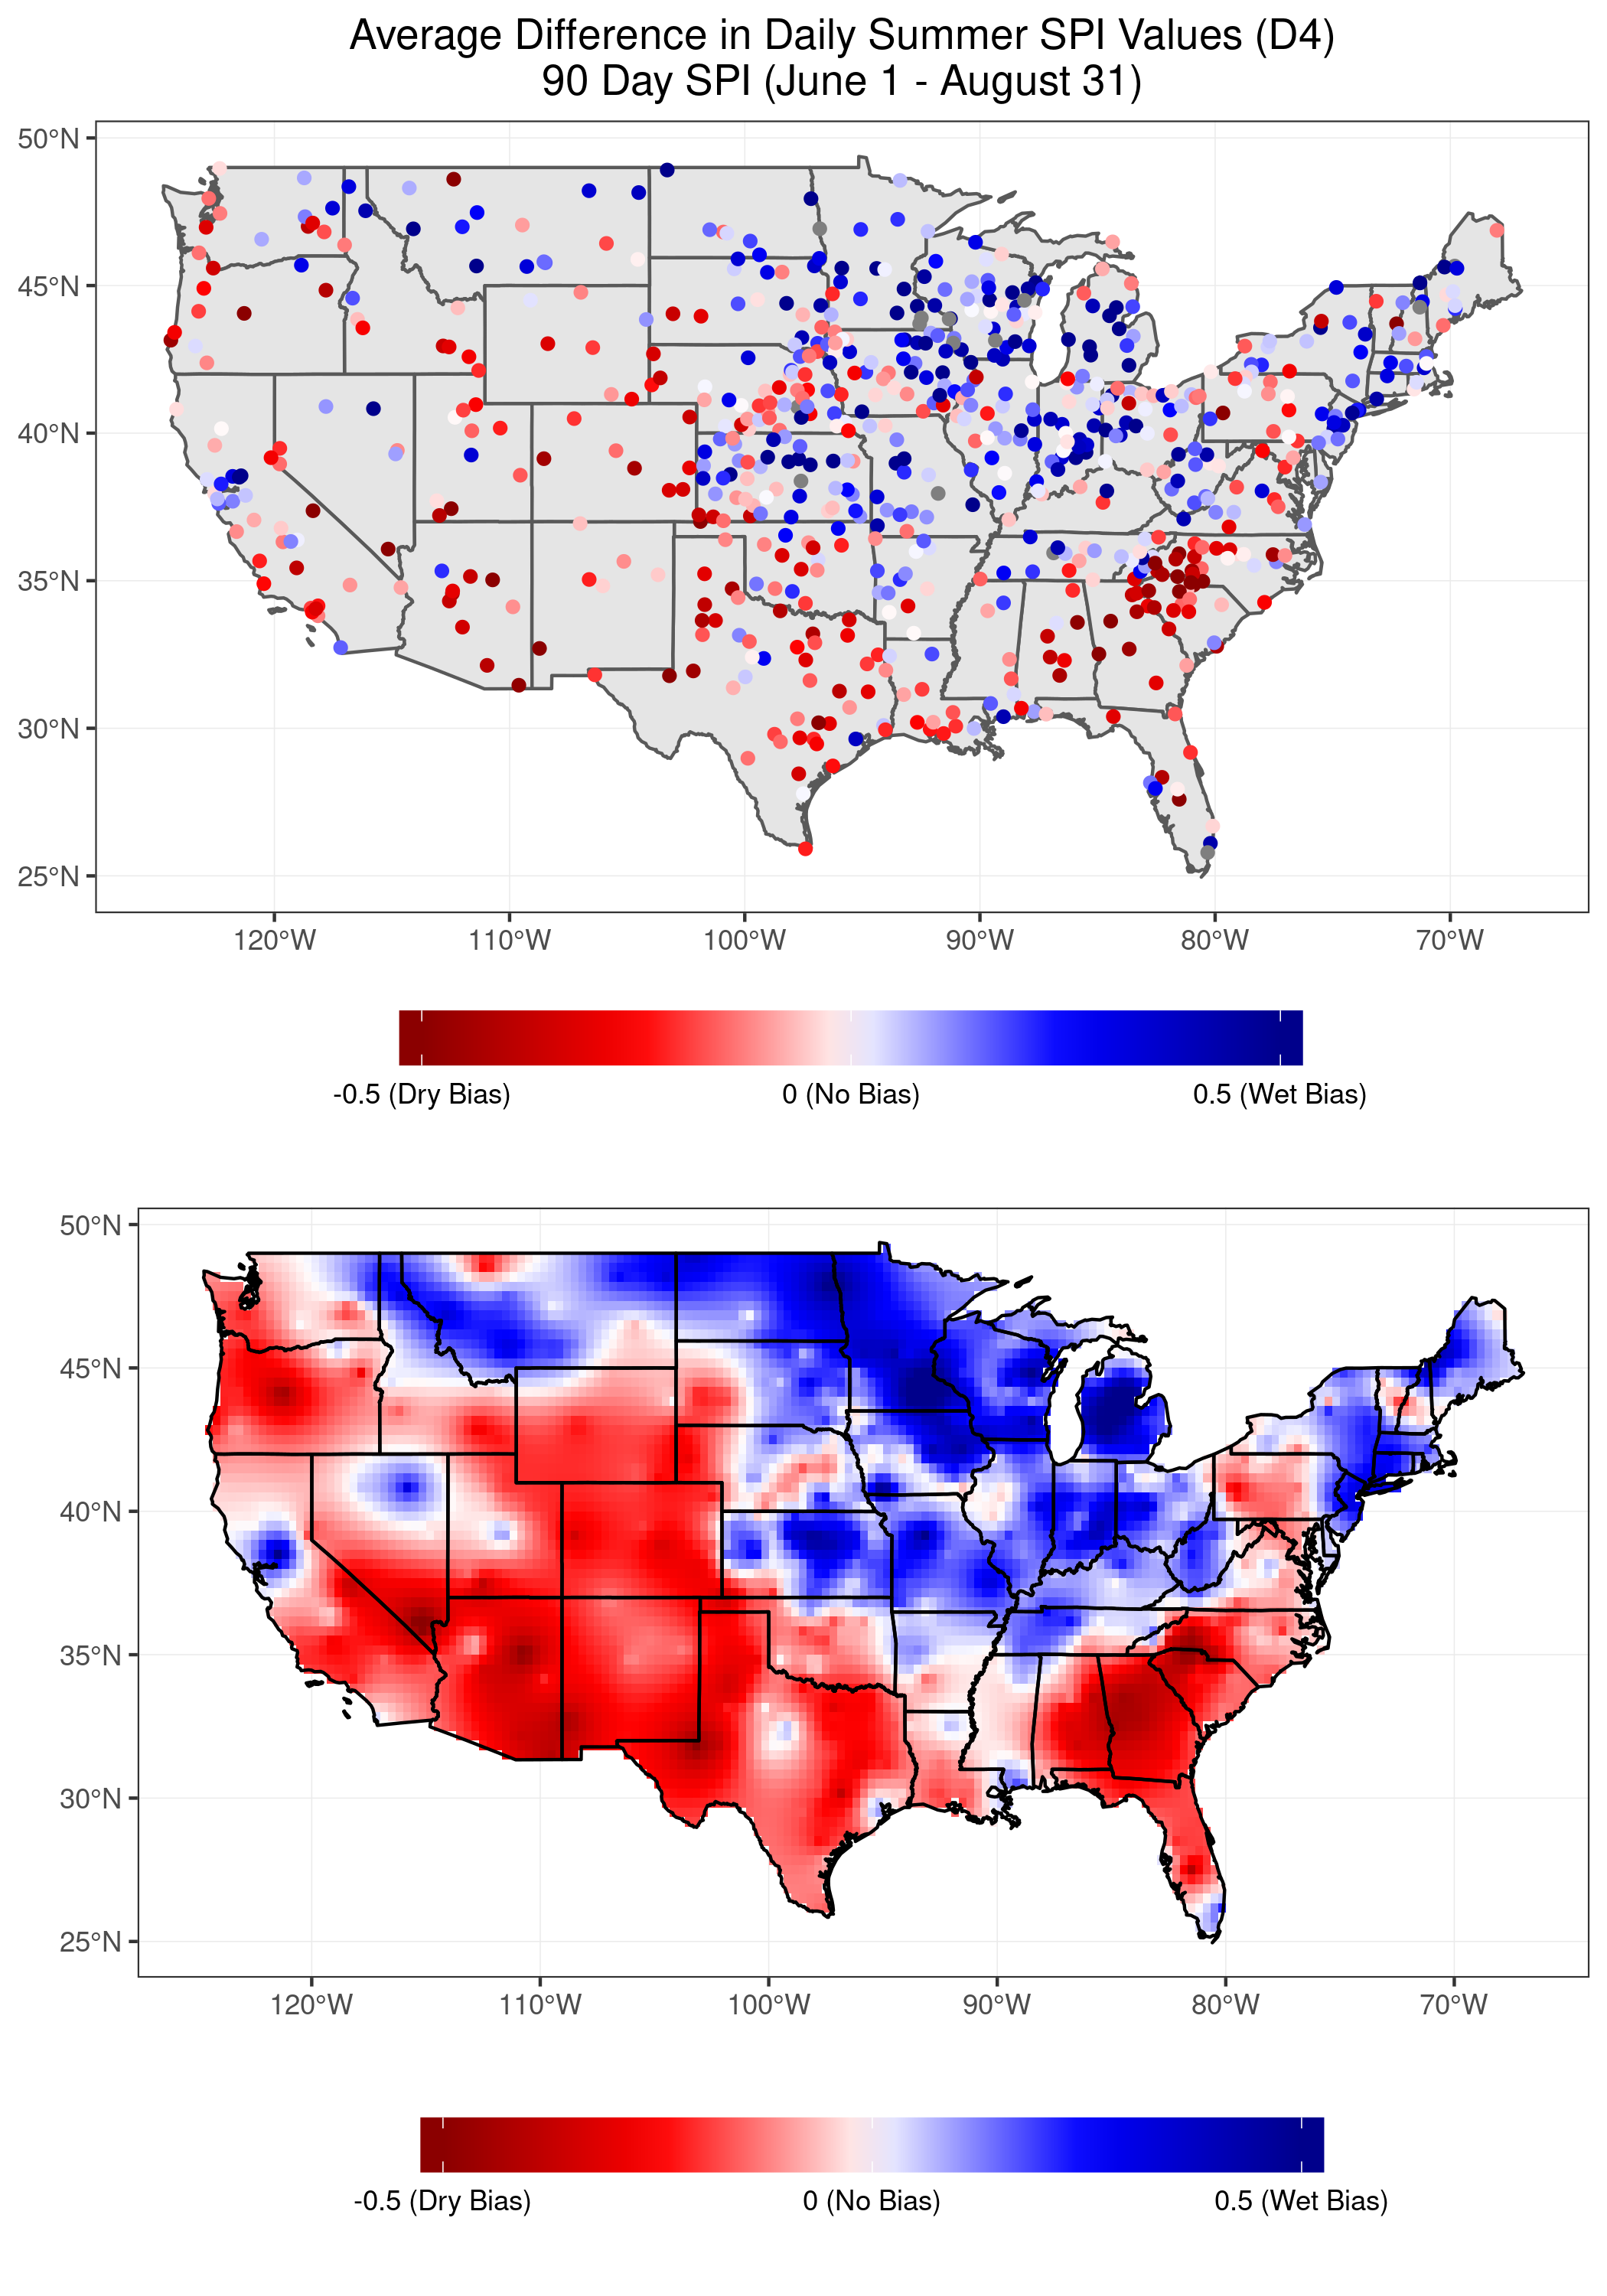 Average Difference in Daily Summer SPI Values (D4)
90 Day SPI (June 1 - August 31)
50°N
45°N
40°N
35°N
30°N
25°N
120°W 110°W 100°W 90°W 80°W 70°W
-0.5 (Dry Bias) 0 (No Bias) 0.5 (Wet Bias)
50°N
45°N
40°N
35°N
30°N
25°N
120°W 110°W 100°W 90°W 80°W 70°W
-0.5 (Dry Bias) 0 (No Bias) 0.5 (Wet Bias)